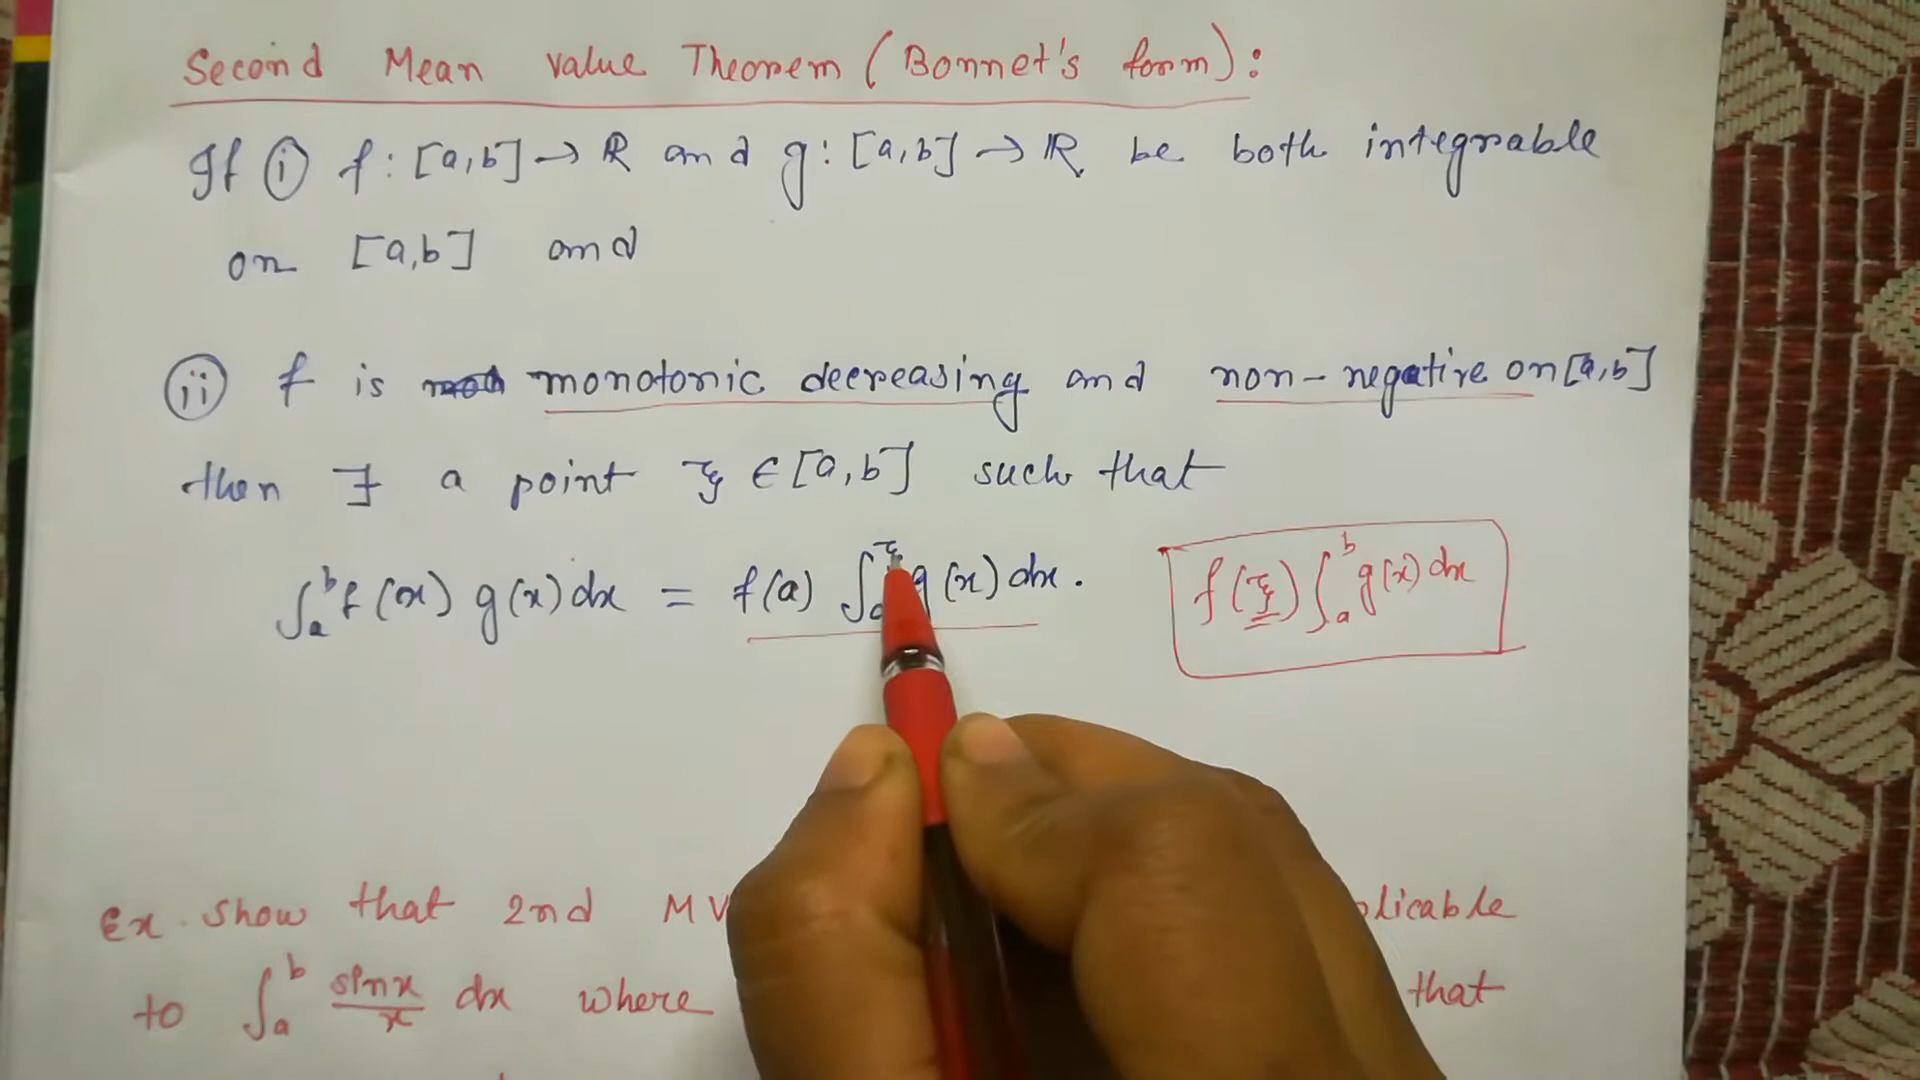 Second Mean value Theorem (Bonnet's form):
If (i) f: [a,b] → ℝ and g: [a,b] → ℝ be both integrable
on [a,b] and
(ii) f is monotonic decreasing and non-negative on [a,b]
then ∃ a point ξ ∈ [a,b] such that
∫ₐᵇ f(x) g(x) dx = f(a) ∫ₐ^ξ g(x) dx. f(ξ) ∫ₐᵇ g(x) dx
Ex. Show that 2nd MV
to ∫ₐᵇ sinx/x dx where that